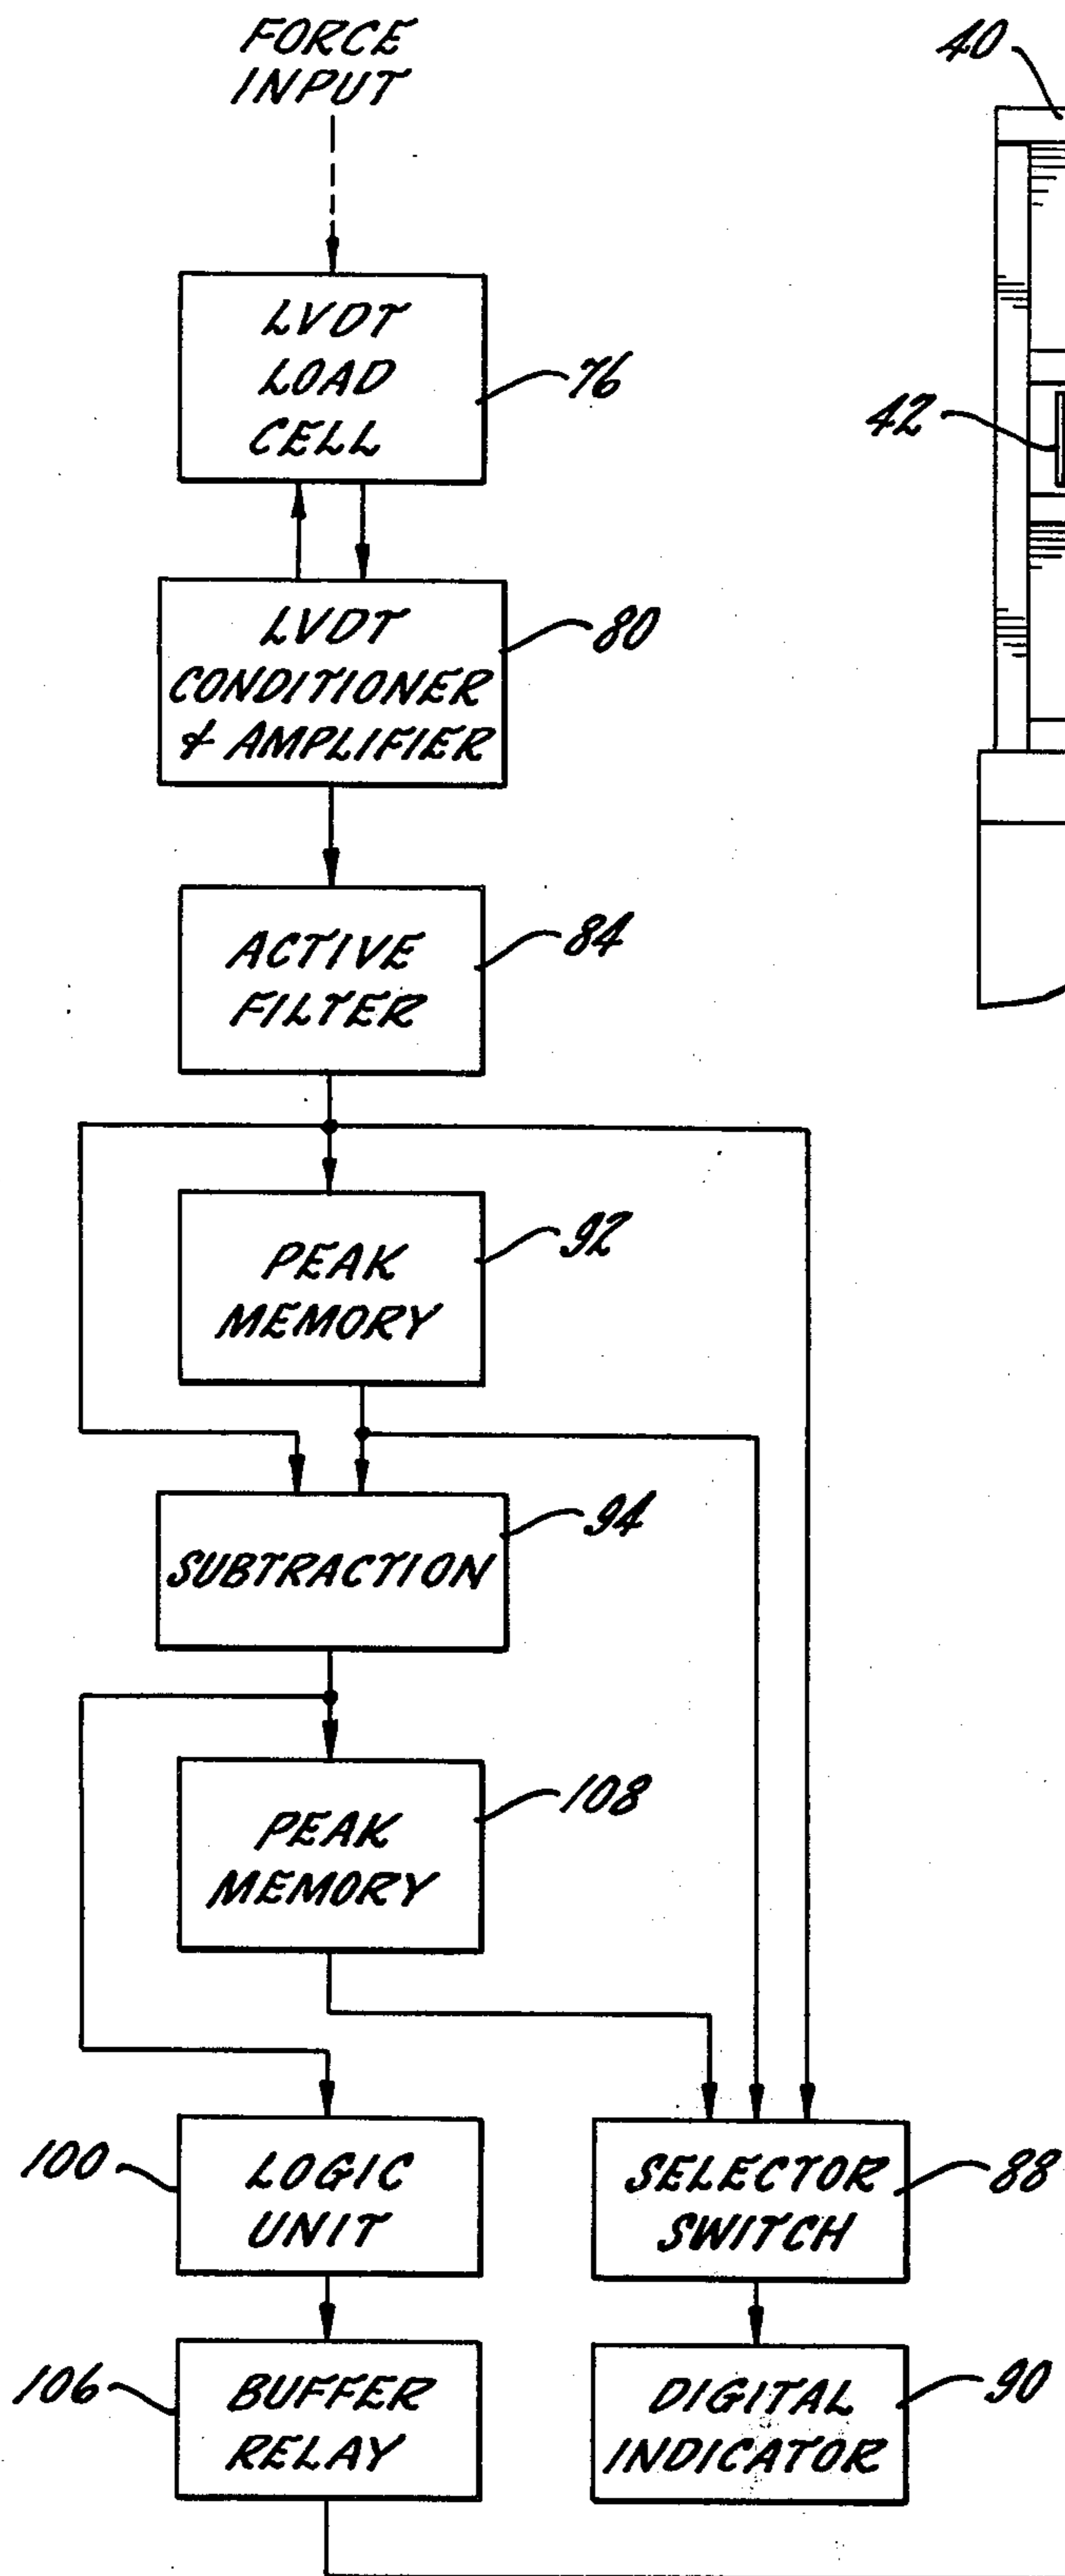 FORCE
INPUT
40
LVDT
LOAD
CELL
76
42
LVDT
CONDITIONER
& AMPLIFIER
80
ACTIVE
FILTER
84
PEAK
MEMORY
92
SUBTRACTION
94
PEAK
MEMORY
108
100
LOGIC
UNIT
SELECTOR
SWITCH
88
106
BUFFER
RELAY
DIGITAL
INDICATOR
90